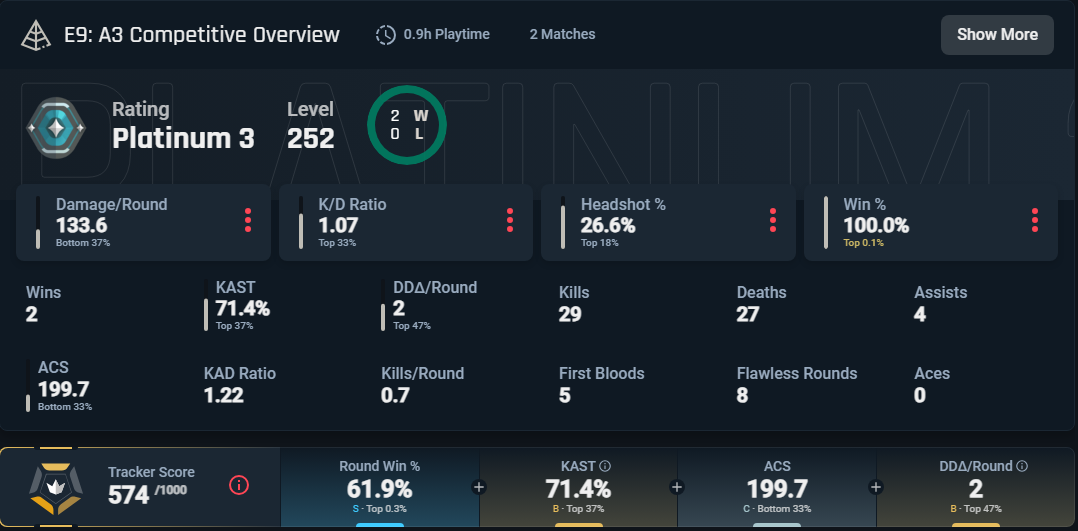 E9: A3 Competitive Overview
0.9h Playtime
2 Matches
Show More
PLATINUM 3
Rating
Platinum 3
Level
252
2 W
0 L
Damage/Round
133.6
Bottom 37%
K/D Ratio
1.07
Top 33%
Headshot %
26.6%
Top 18%
Win %
100.0%
Top 0.1%
Wins
2
KAST
71.4%
Top 37%
DDΔ/Round
2
Top 47%
Kills
29
Deaths
27
Assists
4
ACS
199.7
Bottom 33%
KAD Ratio
1.22
Kills/Round
0.7
First Bloods
5
Flawless Rounds
8
Aces
0
Tracker Score
574 /1000
Round Win %
61.9%
S · Top 0.3%
+
KAST
71.4%
B · Top 37%
+
ACS
199.7
C · Bottom 33%
+
DDΔ/Round
2
B · Top 47%